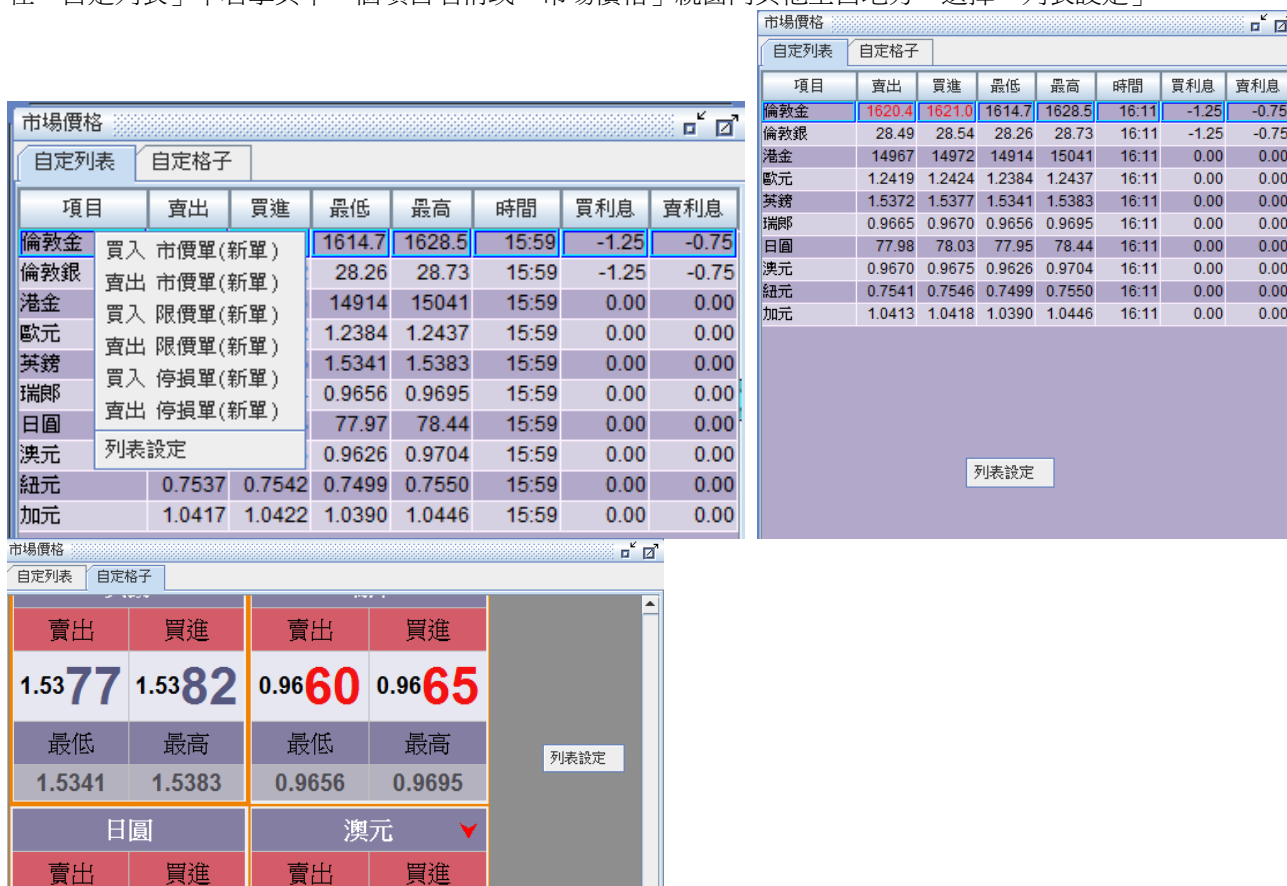 市場價格
自定列表 自定格子
項目 賣出 買進 最低 最高 時間 買利息 賣利息
倫敦金 1614.7 1628.5 15:59 -1.25 -0.75
倫敦銀 28.26 28.73 15:59 -1.25 -0.75
港金 14914 15041 15:59 0.00 0.00
歐元 1.2384 1.2437 15:59 0.00 0.00
英鎊 1.5341 1.5383 15:59 0.00 0.00
瑞郎 0.9656 0.9695 15:59 0.00 0.00
日圓 77.97 78.44 15:59 0.00 0.00
澳元 0.9626 0.9704 15:59 0.00 0.00
紐元 0.7537 0.7542 0.7499 0.7550 15:59 0.00 0.00
加元 1.0417 1.0422 1.0390 1.0446 15:59 0.00 0.00
買入 市價單(新單)
賣出 市價單(新單)
買入 限價單(新單)
賣出 限價單(新單)
買入 停損單(新單)
賣出 停損單(新單)
列表設定
市場價格
自定列表 自定格子
項目 賣出 買進 最低 最高 時間 買利息 賣利息
倫敦金 1620.4 1621.0 1614.7 1628.5 16:11 -1.25 -0.75
倫敦銀 28.49 28.54 28.26 28.73 16:11 -1.25 -0.75
港金 14967 14972 14914 15041 16:11 0.00 0.00
歐元 1.2419 1.2424 1.2384 1.2437 16:11 0.00 0.00
英鎊 1.5372 1.5377 1.5341 1.5383 16:11 0.00 0.00
瑞郎 0.9665 0.9670 0.9656 0.9695 16:11 0.00 0.00
日圓 77.98 78.03 77.95 78.44 16:11 0.00 0.00
澳元 0.9670 0.9675 0.9626 0.9704 16:11 0.00 0.00
紐元 0.7541 0.7546 0.7499 0.7550 16:11 0.00 0.00
加元 1.0413 1.0418 1.0390 1.0446 16:11 0.00 0.00
列表設定
市場價格
自定列表 自定格子
賣出 買進 賣出 買進
1.5377 1.5382 0.9660 0.9665
最低 最高 最低 最高
1.5341 1.5383 0.9656 0.9695
列表設定
日圓 澳元
賣出 買進 賣出 買進